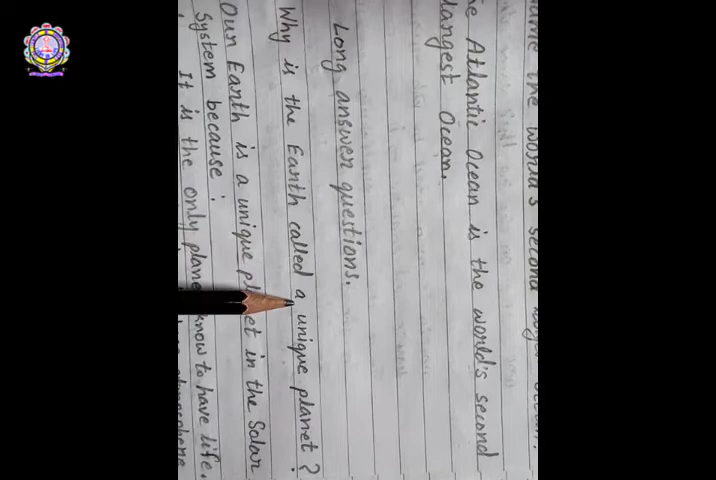 name the world's second
The Atlantic Ocean is the world's second
largest Ocean.
Long answer questions.
Why is the Earth called a unique planet?
Our Earth is a unique planet in the Solar
System because :
It is the only planet know to have life.